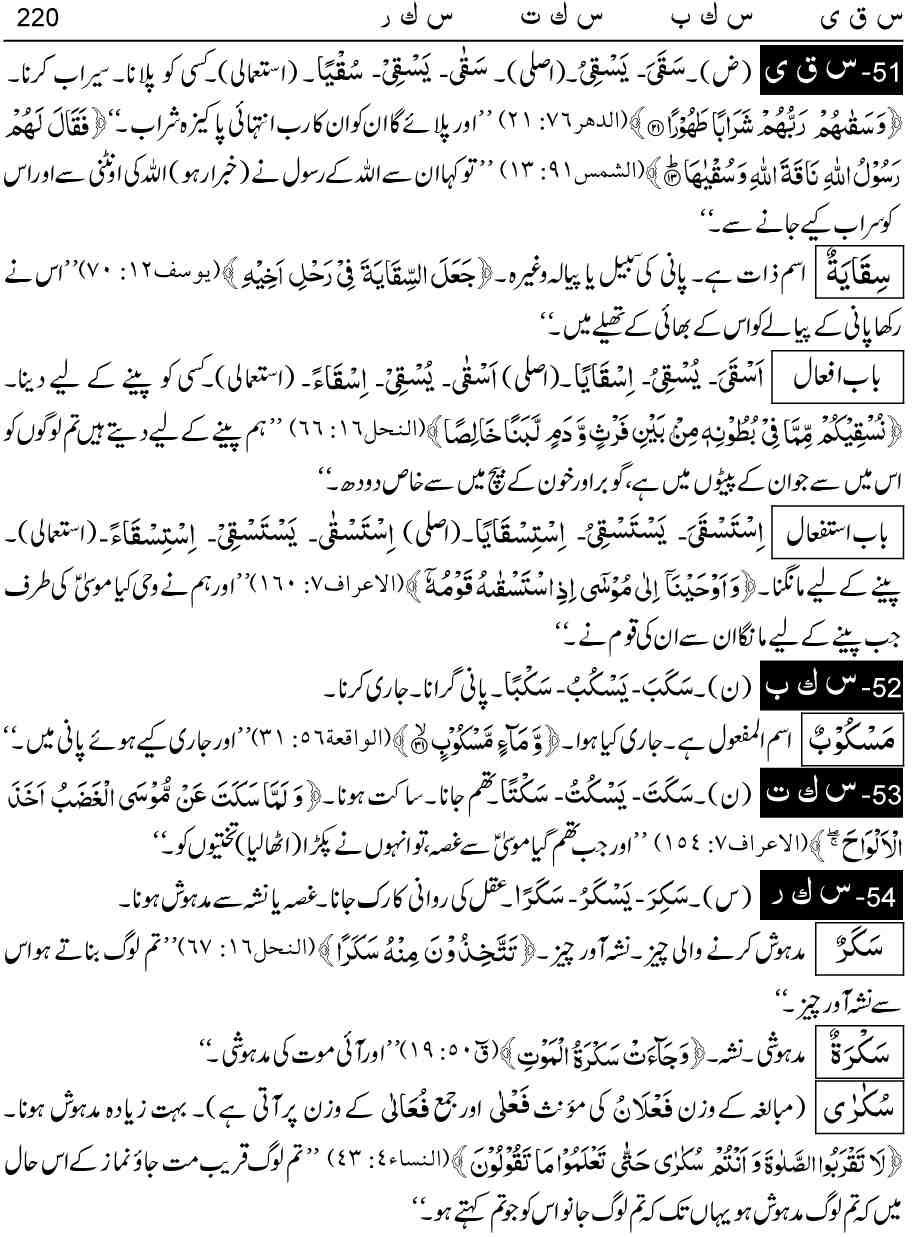 220 س ق ی س ك ب س ك ت س ك ر
51- س ق ی (ض)۔ سَقَیَ۔ یَسْقِیُ۔ (اصلی)۔ سَقٰی۔ یَسْقِیْ۔ سُقْیًا۔ (استعمالی)۔ کسی کو پلانا۔ سیراب کرنا۔
﴿وَسَقٰىهُمْ رَبُّهُمْ شَرَابًا طَهُوْرًا ﴿۲۱﴾﴾ (الدهر۷۶: ۲۱) ’’اور پلائے گا ان کو ان کا رب انتہائی پاکیزہ شراب۔‘‘ ﴿فَقَالَ لَهُمْ
رَسُوْلُ اللّٰهِ نَاقَةَ اللّٰهِ وَسُقْیٰهَا ﴿۱۳﴾ؕ﴾ (الشمس۹۱: ۱۳) ’’تو کہا ان سے اللہ کے رسول نے (خبردار ہو) اللہ کی اونٹنی سے اور اس
کو سراب کیے جانے سے۔‘‘
سِقَایَةٌ اسم ذات ہے۔ پانی کی سبیل یا پیالہ وغیرہ۔ ﴿جَعَلَ السِّقَایَةَ فِیْ رَحْلِ اَخِیْهِ﴾ (یوسف۱۲: ۷۰) ’’اس نے
رکھا پانی کے پیالے کو اس کے بھائی کے تھیلے میں۔‘‘
باب افعال اَسْقَیَ۔ یُسْقِیُ۔ اِسْقَایًا۔ (اصلی) اَسْقٰی۔ یُسْقِیْ۔ اِسْقَاءً۔ (استعمالی)۔ کسی کو پینے کے لیے دینا۔
﴿نُسْقِیْكُمْ مِّمَّا فِیْ بُطُوْنِهٖ مِنْ بَیْنِ فَرْثٍ وَّدَمٍ لَّبَنًا خَالِصًا﴾ (النحل۱۶: ۶۶) ’’ہم پینے کے لیے دیتے ہیں تم لوگوں کو
اس میں سے جو ان کے پیٹوں میں ہے، گوبر اور خون کے بیچ میں سے خاص دودھ۔‘‘
باب استفعال اِسْتَسْقَیَ۔ یَسْتَسْقِیُ۔ اِسْتِسْقَایًا۔ (اصلی) اِسْتَسْقٰی۔ یَسْتَسْقِیْ۔ اِسْتِسْقَاءً۔ (استعمالی)۔
پینے کے لیے مانگنا۔ ﴿وَاَوْحَیْنَاۤ اِلٰی مُوْسٰۤی اِذِ اسْتَسْقٰىهُ قَوْمُهٗۤ﴾ (الاعراف۷: ۱۶۰) ’’اور ہم نے وحی کیا موسیٰؑ کی طرف
جب پینے کے لیے مانگا ان سے ان کی قوم نے۔‘‘
52- س ك ب (ن)۔ سَكَبَ۔ یَسْكُبُ۔ سَكْبًا۔ پانی گرانا۔ جاری کرنا۔
مَسْكُوْبٌ اسم المفعول ہے۔ جاری کیا ہوا۔ ﴿وَّمَآءٍ مَّسْكُوْبٍ ﴿۳۱﴾ۙ﴾ (الواقعة۵۶: ۳۱) ’’اور جاری کیے ہوئے پانی میں۔‘‘
53- س ك ت (ن)۔ سَكَتَ۔ یَسْكُتُ۔ سَكْتًا۔ تھم جانا۔ ساکت ہونا۔ ﴿وَلَمَّا سَكَتَ عَنْ مُّوْسَی الْغَضَبُ اَخَذَ
الْاَلْوَاحَ ۖۚ﴾ (الاعراف۷: ۱۵۴) ’’اور جب تھم گیا موسیٰؑ سے غصہ، تو انہوں نے پکڑا (اٹھا لیا) تختیوں کو۔‘‘
54- س ك ر (س)۔ سَكِرَ۔ یَسْكَرُ۔ سَكَرًا۔ عقل کی روانی کا رک جانا۔ غصہ یا نشہ سے مدہوش ہونا۔
سَكَرٌ مدہوش کرنے والی چیز۔ نشہ آور چیز۔ ﴿تَتَّخِذُوْنَ مِنْهُ سَكَرًا﴾ (النحل۱۶: ۶۷) ’’تم لوگ بناتے ہو اس
سے نشہ آور چیز۔‘‘
سَكْرَةٌ مدہوشی۔ نشہ۔ ﴿وَجَآءَتْ سَكْرَةُ الْمَوْتِ﴾ (قٓ۵۰: ۱۹) ’’اور آئی موت کی مدہوشی۔‘‘
سُكٰرٰی (مبالغہ کے وزن فَعْلَانُ کی مؤنث فَعْلٰی اور جمع فُعَالٰی کے وزن پر آتی ہے)۔ بہت زیادہ مدہوش ہونا۔
﴿لَا تَقْرَبُوا الصَّلٰوةَ وَاَنْتُمْ سُكٰرٰی حَتّٰی تَعْلَمُوْا مَا تَقُوْلُوْنَ﴾ (النساء۴: ۴۳) ’’تم لوگ قریب مت جاؤ نماز کے اس حال
میں کہ تم لوگ مدہوش ہو یہاں تک کہ تم لوگ جانو اس کو جو تم کہتے ہو۔‘‘